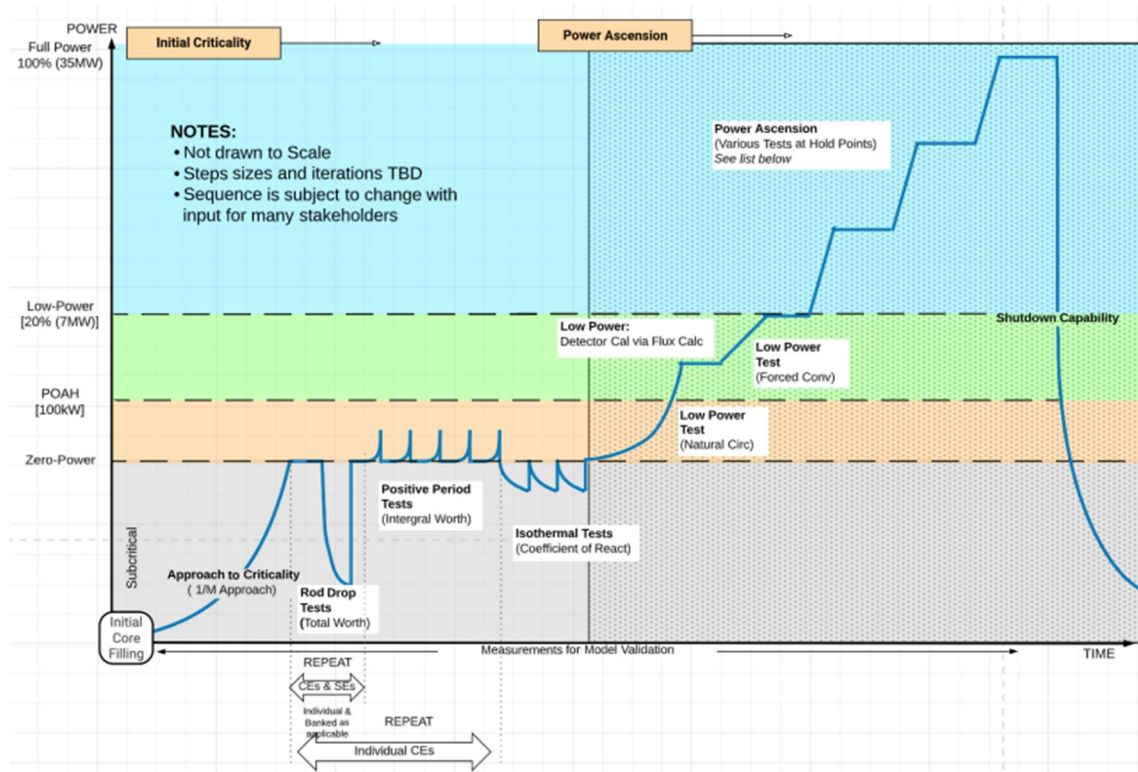 POWER
Initial Criticality
Power Ascension
Full Power
100% (35MW)
NOTES:
• Not drawn to Scale
• Steps sizes and iterations TBD
• Sequence is subject to change with
input for many stakeholders
Power Ascension
(Various Tests at Hold Points)
See list below
Low-Power
[20% (7MW)]
Shutdown Capability
Low Power:
Detector Cal via Flux Calc
Low Power
Test
(Forced Conv)
POAH
[100kW]
Low Power
Test
(Natural Circ)
Zero-Power
Positive Period
Tests
(Intergral Worth)
Isothermal Tests
(Coefficient of React)
Subcritical
Approach to Criticality
( 1/M Approach)
Rod Drop
Tests
(Total Worth)
Initial
Core
Filling
Measurements for Model Validation
TIME
REPEAT
CEs & SEs
Individual &
Banked as
applicable
REPEAT
Individual CEs